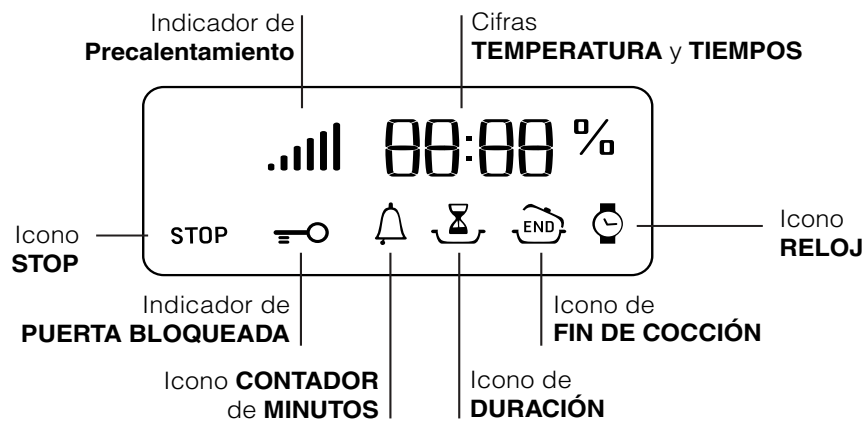 Indicador de
Precalentamiento
Cifras
TEMPERATURA y TIEMPOS
88:88 %
Icono
STOP
STOP
END
Icono
RELOJ
Indicador de
PUERTA BLOQUEADA
Icono de
FIN DE COCCIÓN
Icono CONTADOR
de MINUTOS
Icono de
DURACIÓN